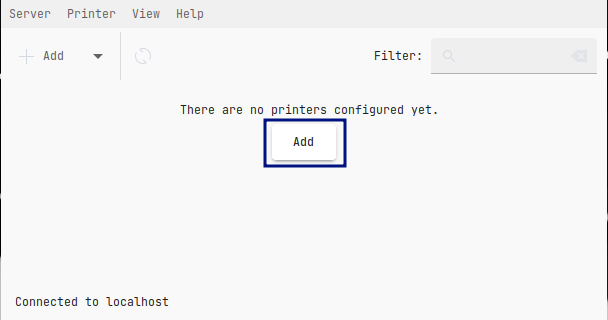 Server Printer View Help
Add Filter:
There are no printers configured yet.
Add
Connected to localhost